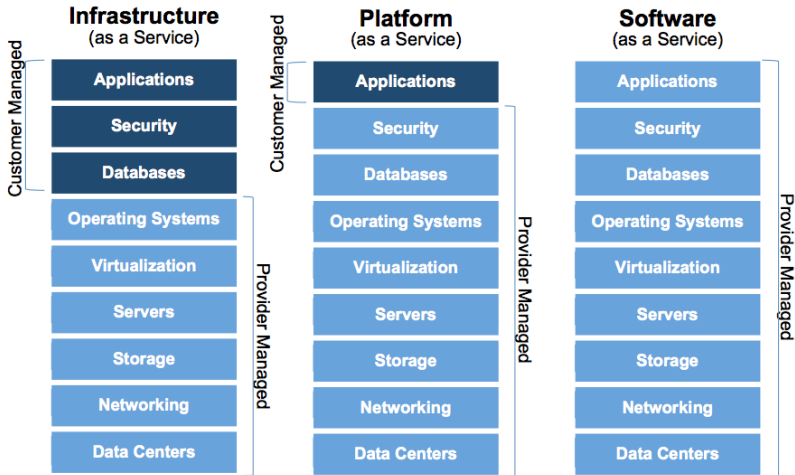 Infrastructure
(as a Service)
Customer Managed
Applications
Security
Databases
Operating Systems
Virtualization
Servers
Storage
Networking
Data Centers
Provider Managed
Platform
(as a Service)
Customer Managed
Applications
Security
Databases
Operating Systems
Virtualization
Servers
Storage
Networking
Data Centers
Provider Managed
Software
(as a Service)
Applications
Security
Databases
Operating Systems
Virtualization
Servers
Storage
Networking
Data Centers
Provider Managed